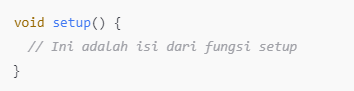 void setup() {
  // Ini adalah isi dari fungsi setup
}